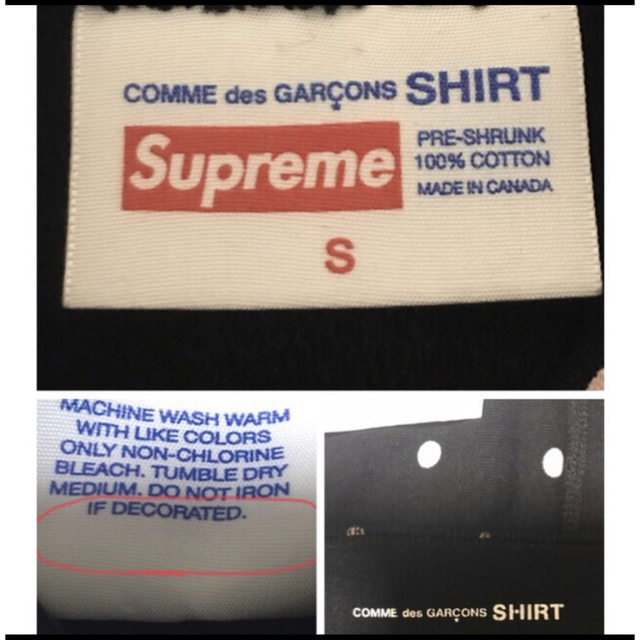 COMME des GARÇONS SHIRT
Supreme
PRE-SHRUNK
100% COTTON
MADE IN CANADA
S
MACHINE WASH WARM
WITH LIKE COLORS
ONLY NON-CHLORINE
BLEACH. TUMBLE DRY
MEDIUM. DO NOT IRON
IF DECORATED.
COMME des GARÇONS SHIRT